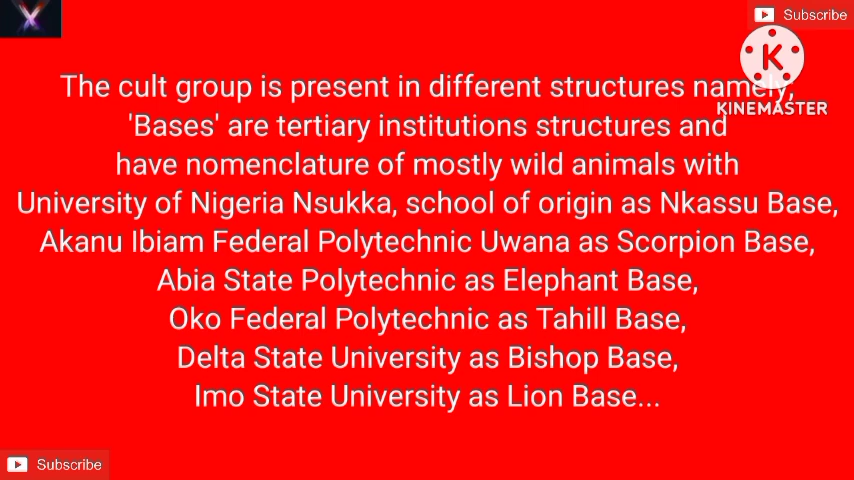 Subscribe
The cult group is present in different structures namely,
KINEMASTER
'Bases' are tertiary institutions structures and
have nomenclature of mostly wild animals with
University of Nigeria Nsukka, school of origin as Nkassu Base,
Akanu Ibiam Federal Polytechnic Uwana as Scorpion Base,
Abia State Polytechnic as Elephant Base,
Oko Federal Polytechnic as Tahill Base,
Delta State University as Bishop Base,
Imo State University as Lion Base...
Subscribe